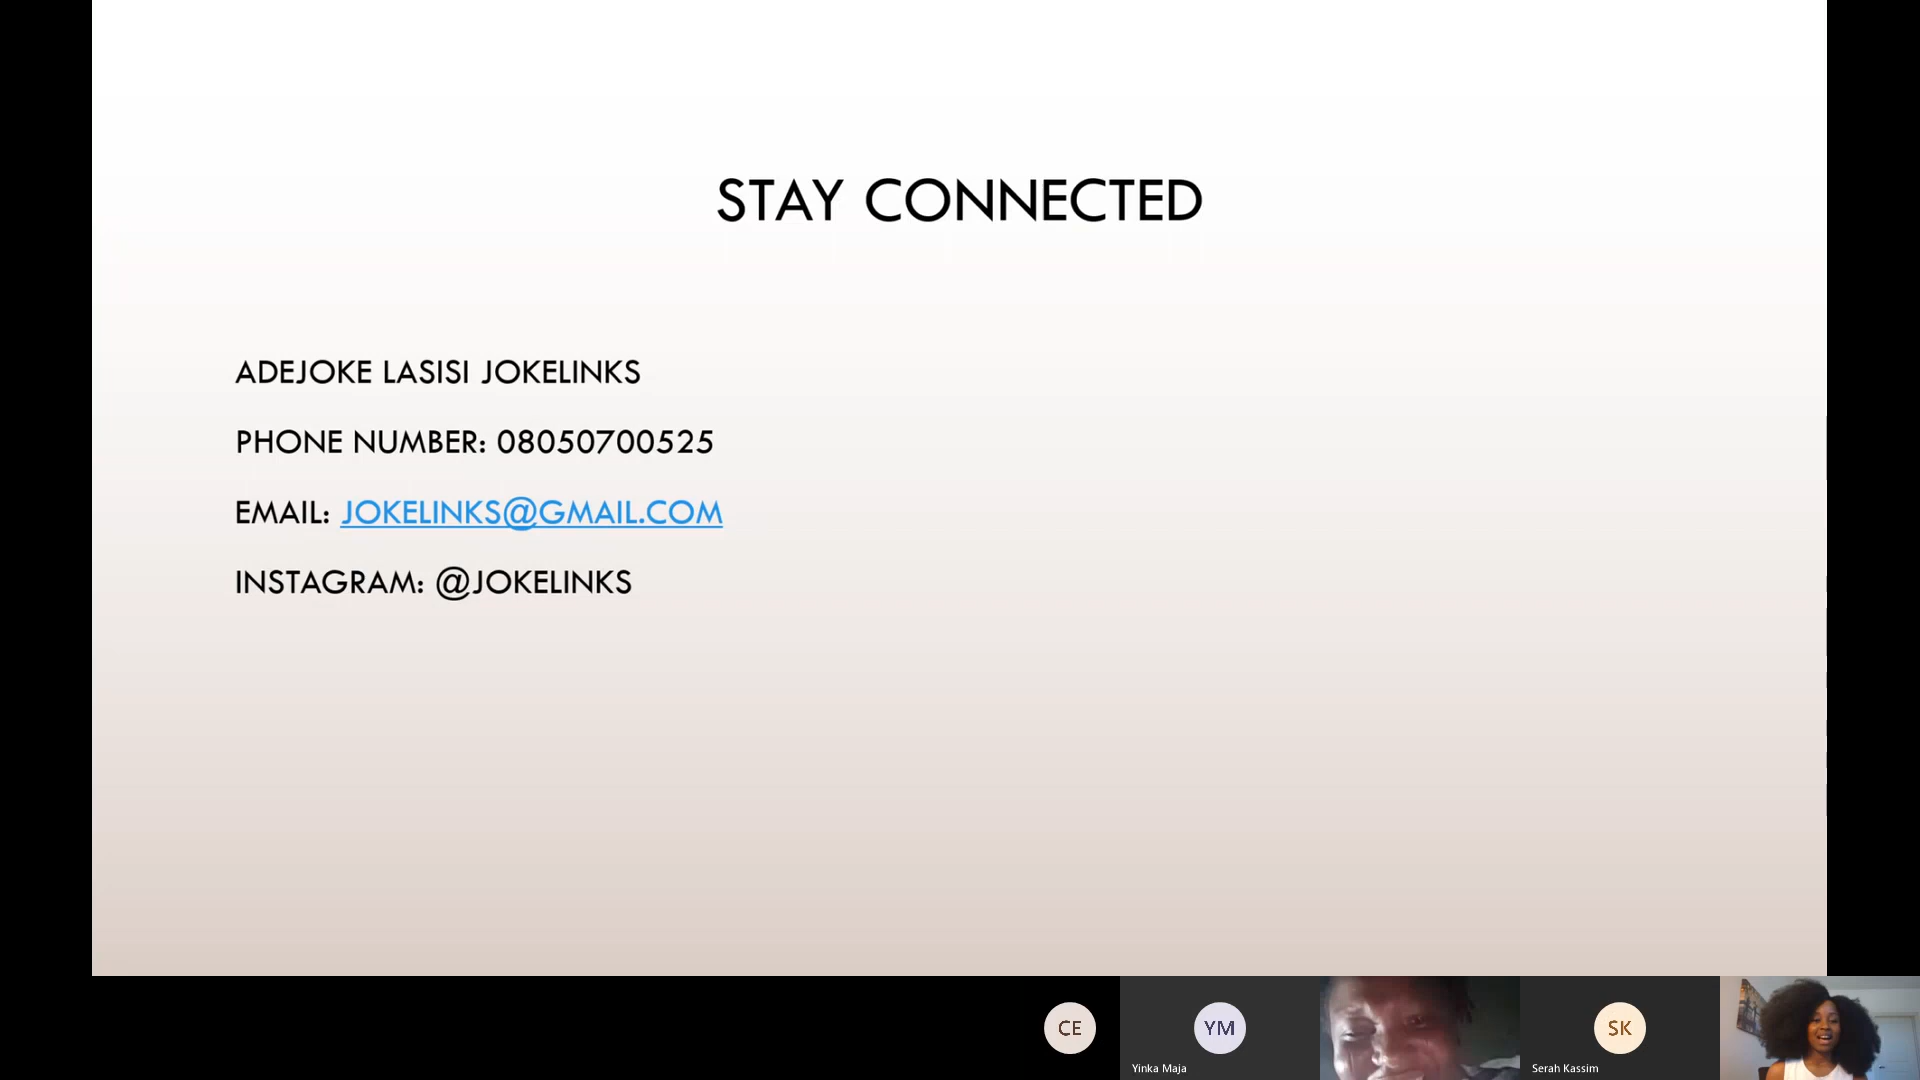 STAY CONNECTED
ADEJOKE LASISI JOKELINKS
PHONE NUMBER: 08050700525
EMAIL: JOKELINKS@GMAIL.COM
INSTAGRAM: @JOKELINKS
CE
YM
SK
Yinka Maja
Serah Kassim